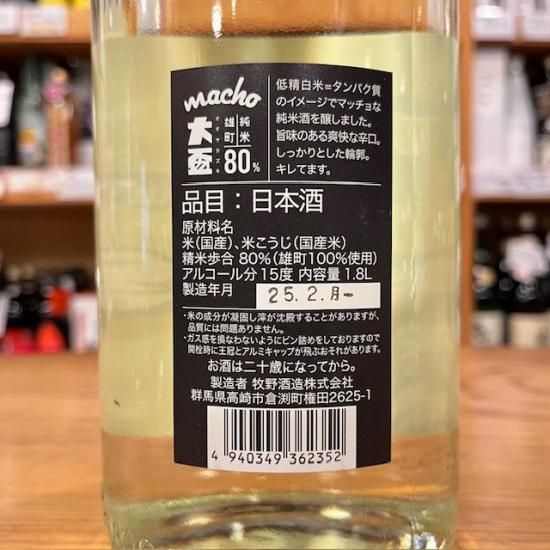 macho
純米
雄町
大盃
オオサカズキ
80%
低精白米=タンパク質
のイメージでマッチョな
純米酒を醸しました。
旨味のある爽快な辛口。
しっかりとした輪郭。
キレてます。
品目：日本酒
原材料名
米(国産)、米こうじ(国産米)
精米歩合 80%(雄町100%使用)
アルコール分 15度 内容量 1.8L
製造年月 25.2.月
・米の成分が凝固し滓が沈殿することがありますが、
品質には問題ありません。
・ガス感を損なわないようにビン詰めをしておりますので
開栓時に王冠とアルミキャップが飛ぶおそれがあります。
お酒は二十歳になってから。
製造者 牧野酒造株式会社
群馬県高崎市倉渕町権田2625-1
4 940349 362352